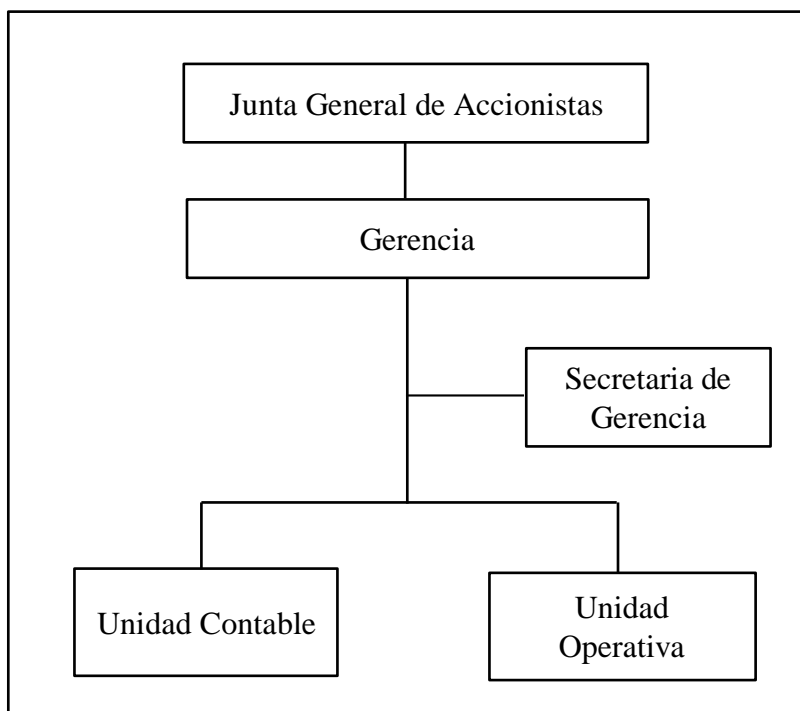 Junta General de Accionistas
Gerencia
Secretaria de
Gerencia
Unidad Contable
Unidad
Operativa